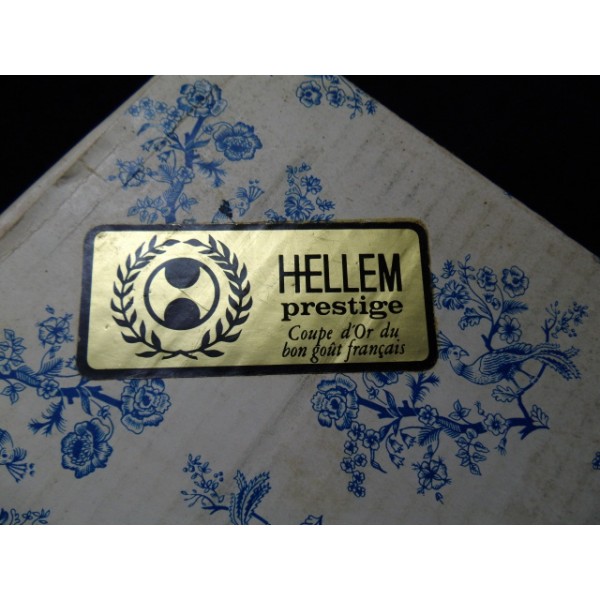 HELLEM
prestige
Coupe d'Or du
bon goût français